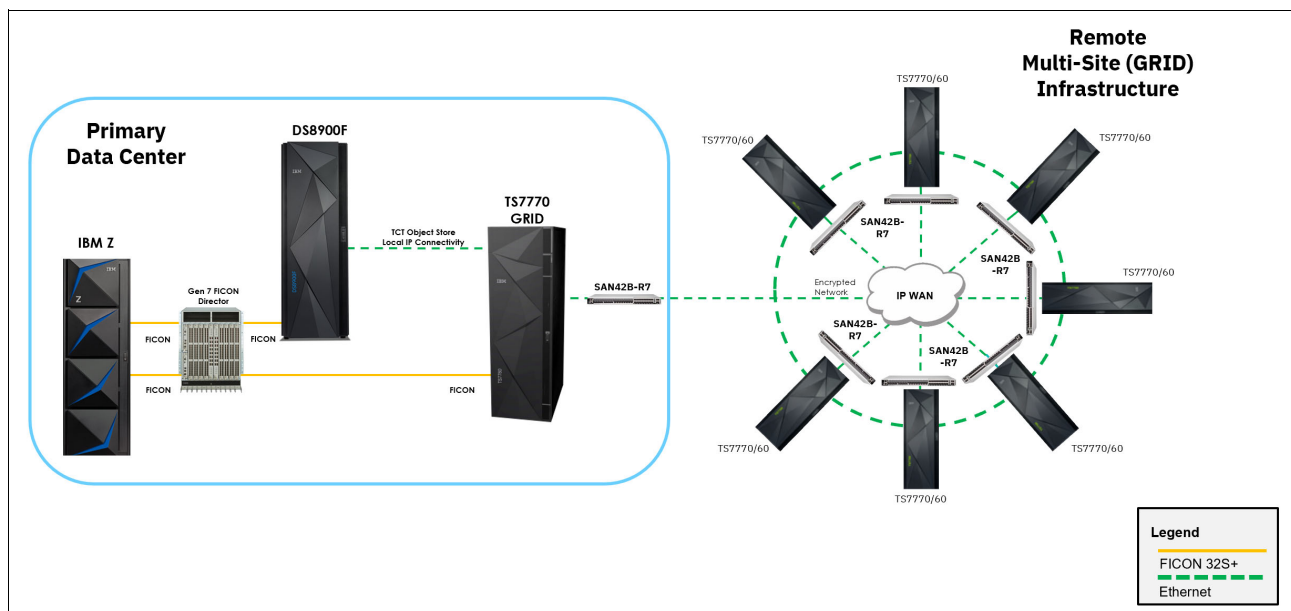 Remote
Multi-Site (GRID)
Infrastructure
Primary
Data Center
DS8900F
TS7770
GRID
IBM Z
TCT Object Store
Local IP Connectivity
Gen 7 FICON
Director
FICON
FICON
FICON
FICON
SAN42B-R7
Encrypted
Network
IP WAN
TS7770/60
TS7770/60
TS7770/60
TS7770/60
TS7770/60
TS7770/60
TS7770/60
SAN42B-
R7
SAN42B
-R7
SAN42B-
R7
SAN42B
-R7
IBM
Z
IBM
IBM
Legend
FICON 32S+
Ethernet